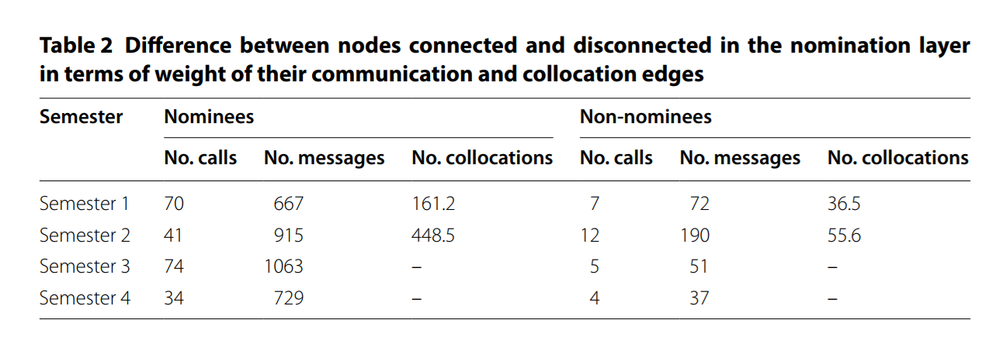 Table 2 Difference between nodes connected and disconnected in the nomination layer
in terms of weight of their communication and collocation edges
Semester Nominees Non-nominees
No. calls No. messages No. collocations No. calls No. messages No. collocations
Semester 1 70 667 161.2 7 72 36.5
Semester 2 41 915 448.5 12 190 55.6
Semester 3 74 1063 – 5 51 –
Semester 4 34 729 – 4 37 –